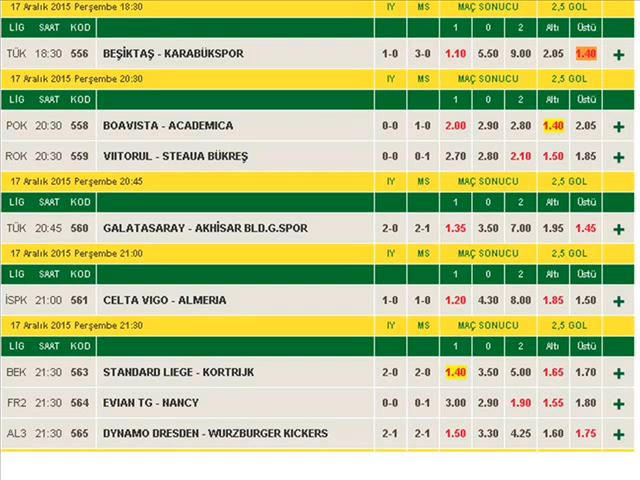 17 Aralık 2015 Perşembe 18:30 IY MS MAÇ SONUCU 2,5 GOL
LİG SAAT KOD 1 0 2 Altı Üstü
TÜK 18:30 556 BEŞİKTAŞ - KARABÜKSPOR 1-0 3-0 1.10 5.50 9.00 2.05 1.40 +
17 Aralık 2015 Perşembe 20:30 IY MS MAÇ SONUCU 2,5 GOL
LİG SAAT KOD 1 0 2 Altı Üstü
POK 20:30 558 BOAVISTA - ACADEMICA 0-0 1-0 2.00 2.90 2.80 1.40 2.05 +
ROK 20:30 559 VIITORUL - STEAUA BÜKREŞ 0-0 0-1 2.70 2.80 2.10 1.50 1.85 +
17 Aralık 2015 Perşembe 20:45 IY MS MAÇ SONUCU 2,5 GOL
LİG SAAT KOD 1 0 2 Altı Üstü
TÜK 20:45 560 GALATASARAY - AKHİSAR BLD.G.SPOR 2-0 2-1 1.35 3.50 7.00 1.95 1.45 +
17 Aralık 2015 Perşembe 21:00 IY MS MAÇ SONUCU 2,5 GOL
LİG SAAT KOD 1 0 2 Altı Üstü
İSPK 21:00 561 CELTA VIGO - ALMERIA 1-0 1-0 1.20 4.30 8.00 1.85 1.50 +
17 Aralık 2015 Perşembe 21:30 IY MS MAÇ SONUCU 2,5 GOL
LİG SAAT KOD 1 0 2 Altı Üstü
BEK 21:30 563 STANDARD LIEGE - KORTRIJK 2-0 2-0 1.40 3.50 5.00 1.65 1.70 +
FR2 21:30 564 EVIAN TG - NANCY 0-0 0-1 3.00 2.90 1.90 1.55 1.80 +
AL3 21:30 565 DYNAMO DRESDEN - WURZBURGER KICKERS 2-1 2-1 1.50 3.30 4.25 1.60 1.75 +